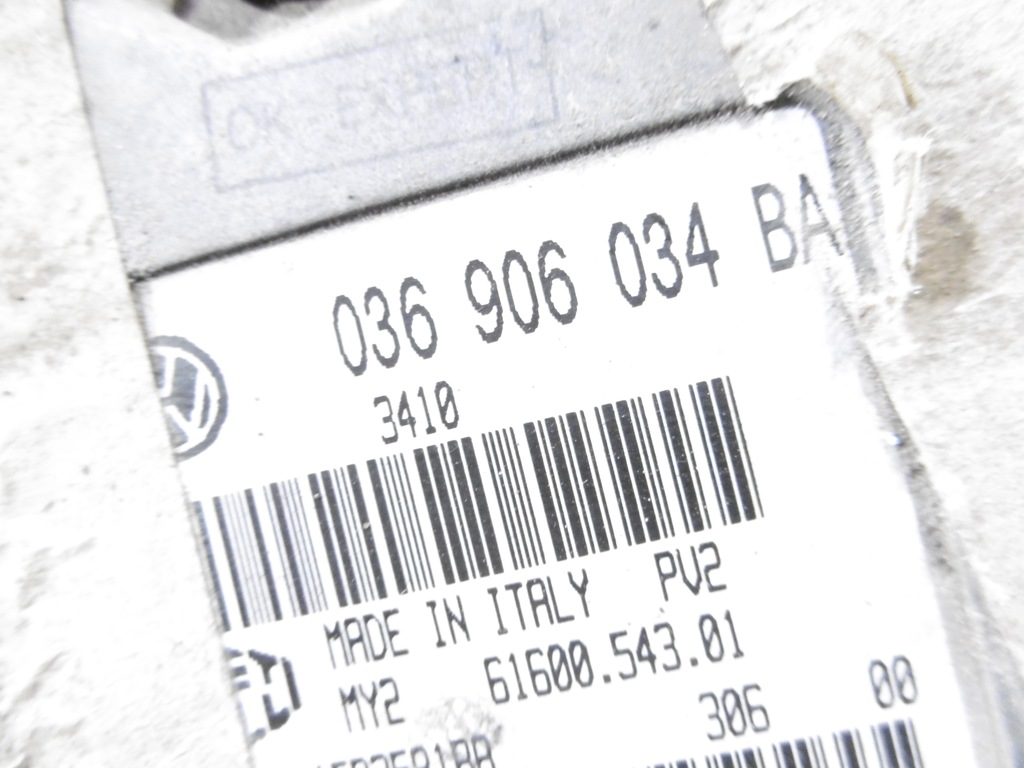 OK EXPERT
036 906 034 BA
3410
MADE IN ITALY PV2
MY2 61600.543.01
306 00